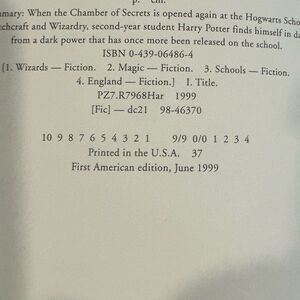 p. cm.
mmary: When the Chamber of Secrets is opened again at the Hogwarts Schoo
tchcraft and Wizardry, second-year student Harry Potter finds himself in da
from a dark power that has once more been released on the school.
ISBN 0-439-06486-4
[1. Wizards — Fiction. 2. Magic — Fiction. 3. Schools — Fiction.
4. England — Fiction.] I. Title.
PZ7.R7968Har 1999
[Fic] — dc21 98-46370
10 9 8 7 6 5 4 3 2 1 9/9 0/0 1 2 3 4
Printed in the U.S.A. 37
First American edition, June 1999